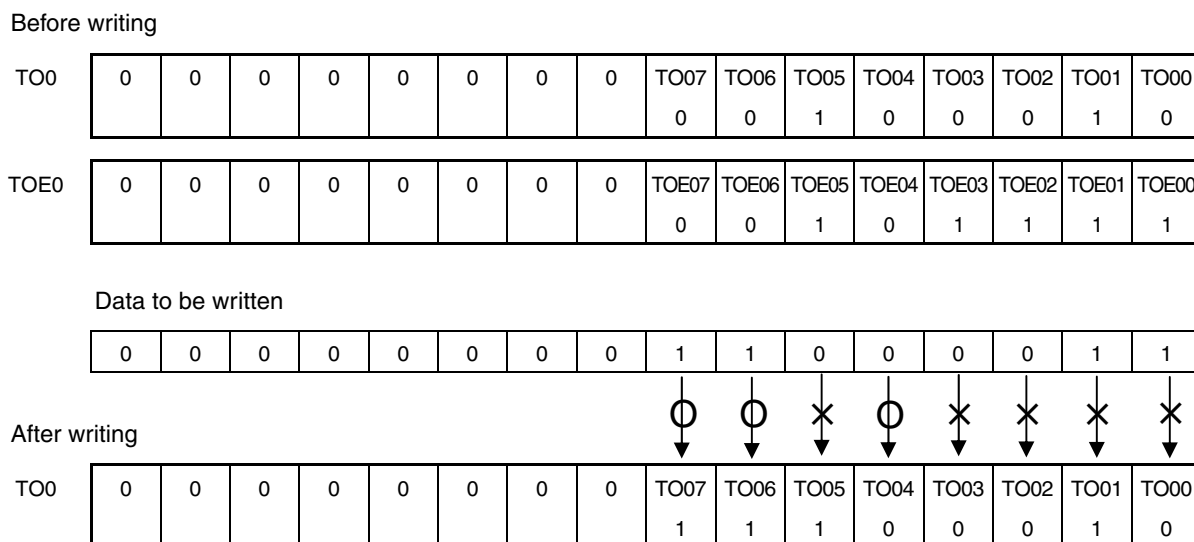 Before writing
TO0 0 0 0 0 0 0 0 0 TO07 TO06 TO05 TO04 TO03 TO02 TO01 TO00
0 0 1 0 0 0 1 0
TOE0 0 0 0 0 0 0 0 0 TOE07 TOE06 TOE05 TOE04 TOE03 TOE02 TOE01 TOE00
0 0 1 0 1 1 1 1
Data to be written
0 0 0 0 0 0 0 0 1 1 0 0 0 0 1 1
O O × O × × × ×
After writing
TO0 0 0 0 0 0 0 0 0 TO07 TO06 TO05 TO04 TO03 TO02 TO01 TO00
1 1 1 0 0 0 1 0